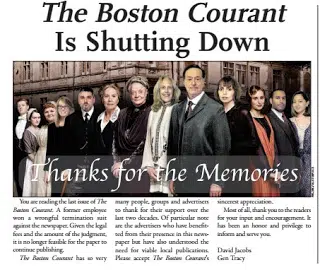 The Boston Courant
Is Shutting Down
Thanks for the Memories
You are reading the last issue of The
Boston Courant. A former employee
won a wrongful termination suit
against the newspaper. Given the legal
fees and the amount of the judgment,
it is no longer feasible for the paper to
continue publishing.
The Boston Courant has so very
many people, groups and advertisers
to thank for their support over the
last two decades. Of particular note
are the advertisers who have benefit-
ted from their presence in this news-
paper but have also understood the
need for viable local publications.
Please accept The Boston Courant's
sincerest appreciation.
Most of all, thank you to the readers
for your input and encouragement. It
has been an honor and privilege to
inform and serve you.
David Jacobs
Gen Tracy